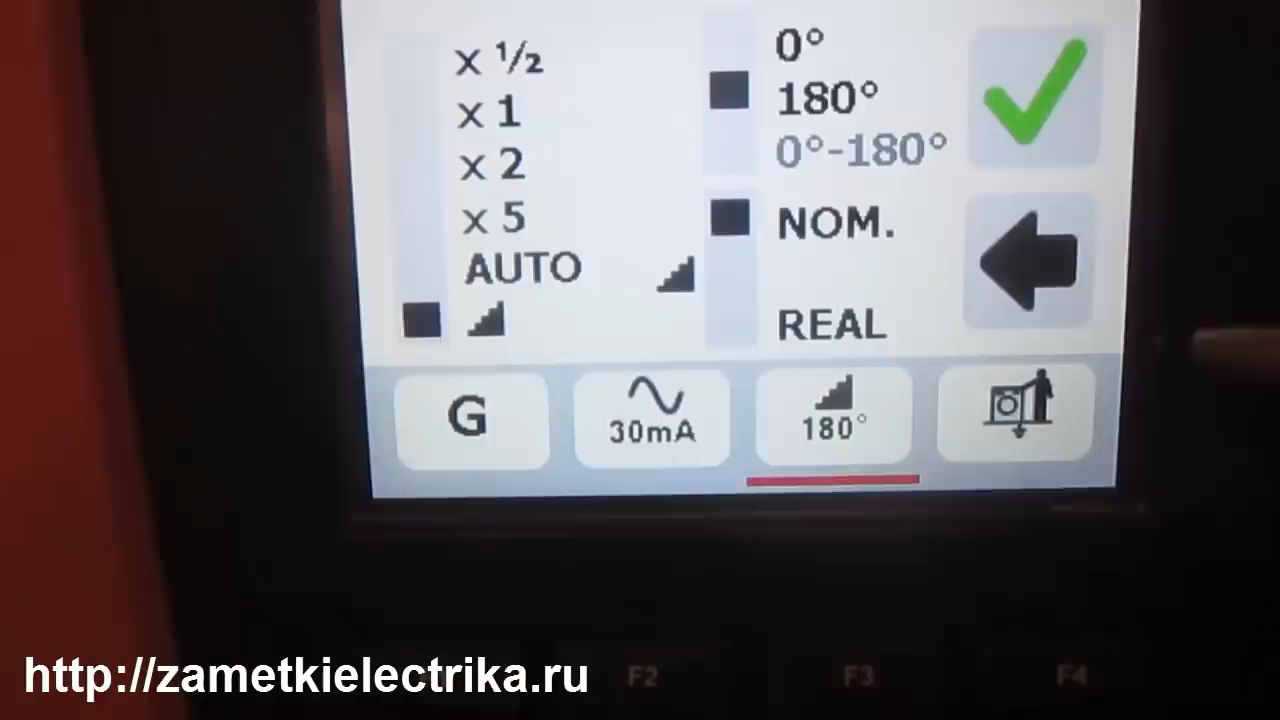 x ½
x 1
x 2
x 5
AUTO
0°
180°
0°-180°
NOM.
REAL
G
30mA
180°
F2
F3
F4
http://zametkielectrika.ru